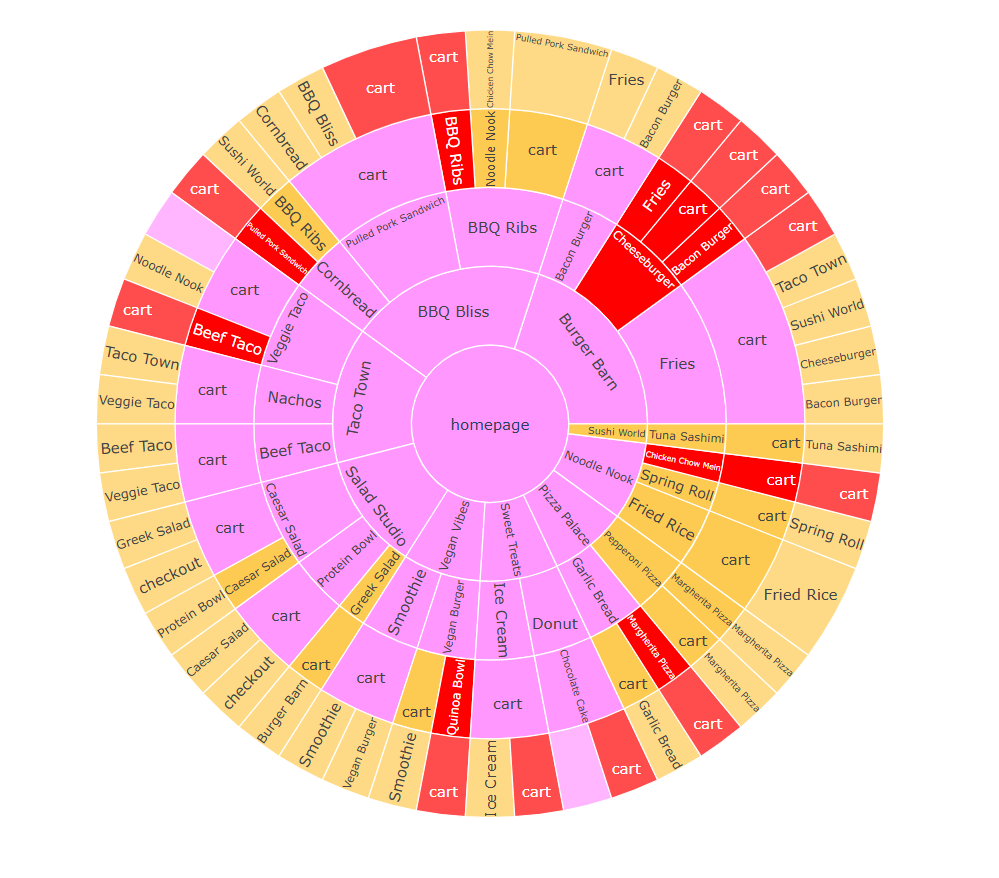 Chicken Chow Mein
Pulled Pork Sandwich
cart
cart
Fries
BBQ Bliss
Bacon Burger
cart
Cornbread
Noodle Nook
BBQ Ribs
cart
cart
Sushi World
cart
cart
cart
cart
Fries
cart
Pulled Pork Sandwich
BBQ Ribs
BBQ Ribs
cart
cart
Bacon Burger
Pulled Pork Sandwich
Bacon Burger
Cheeseburger
Noodle Nook
Taco Town
Cornbread
cart
cart
BBQ Bliss
Sushi World
Veggie Taco
Beef Taco
cart
Burger Barn
Taco Town
Cheeseburger
Fries
cart
Taco Town
Nachos
Veggie Taco
Bacon Burger
homepage
Sushi World
Tuna Sashimi
cart
Tuna Sashimi
Beef Taco
Beef Taco
cart
Noodle Nook
Chicken Chow Mein
cart
cart
Veggie Taco
Spring Roll
Salad Studio
Pizza Palace
cart
Spring Roll
Greek Salad
cart
Caesar Salad
Fried Rice
Vegan Vibes
Sweet Treats
checkout
Caesar Salad
Protein Bowl
Pepperoni Pizza
cart
Greek Salad
Garlic Bread
Margherita Pizza
Fried Rice
Protein Bowl
Smoothie
Vegan Burger
Ice Cream
Donut
cart
Caesar Salad
Margherita Pizza
cart
Margherita Pizza
cart
checkout
cart
Chocolate Cake
cart
Margherita Pizza
Burger Barn
cart
Quinoa Bowl
cart
Smoothie
Garlic Bread
cart
Vegan Burger
Smoothie
cart
Ice Cream
cart
cart